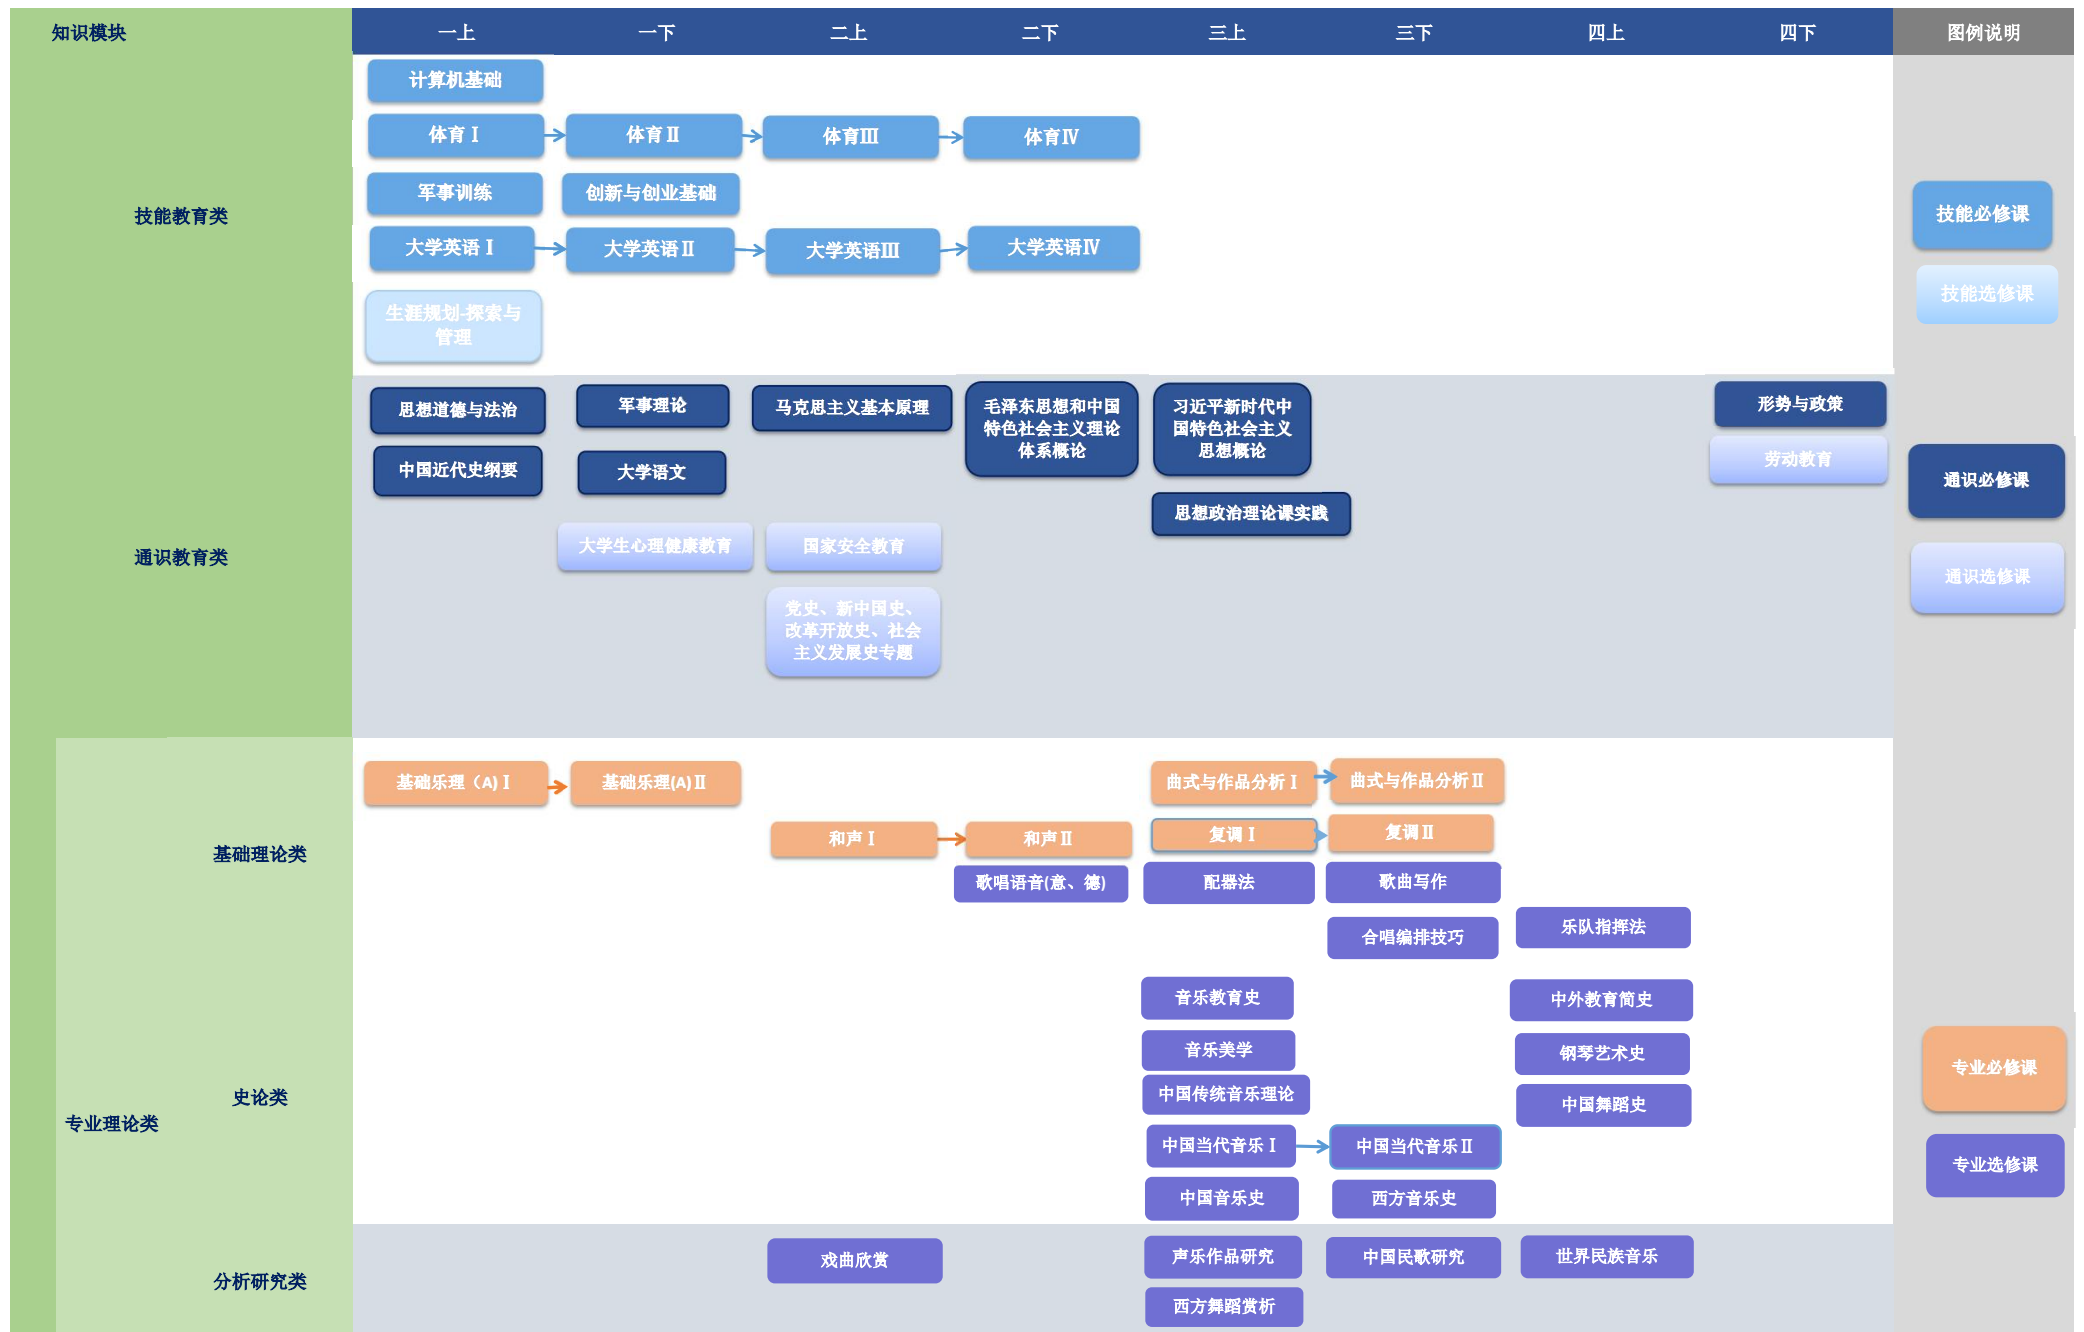 知识模块
一上
一下
二上
二下
三上
三下
四上
四下
图例说明
技能教育类
计算机基础
体育Ⅰ
体育Ⅱ
体育Ⅲ
体育Ⅳ
军事训练
创新与创业基础
大学英语Ⅰ
大学英语Ⅱ
大学英语Ⅲ
大学英语Ⅳ
生涯规划-探索与
管理
技能必修课
技能选修课
通识教育类
思想道德与法治
军事理论
马克思主义基本原理
毛泽东思想和中国
特色社会主义理论
体系概论
习近平新时代中
国特色社会主义
思想概论
形势与政策
中国近代史纲要
大学语文
劳动教育
思想政治理论课实践
大学生心理健康教育
国家安全教育
党史、新中国史、
改革开放史、社会
主义发展史专题
通识必修课
通识选修课
专业理论类
基础理论类
基础乐理（A)Ⅰ
基础乐理(A)Ⅱ
曲式与作品分析Ⅰ
曲式与作品分析Ⅱ
和声Ⅰ
和声Ⅱ
复调Ⅰ
复调Ⅱ
歌唱语音(意、德)
配器法
歌曲写作
合唱编排技巧
乐队指挥法
史论类
音乐教育史
中外教育简史
音乐美学
钢琴艺术史
中国传统音乐理论
中国舞蹈史
中国当代音乐Ⅰ
中国当代音乐Ⅱ
中国音乐史
西方音乐史
专业必修课
专业选修课
分析研究类
戏曲欣赏
声乐作品研究
中国民歌研究
世界民族音乐
西方舞蹈赏析